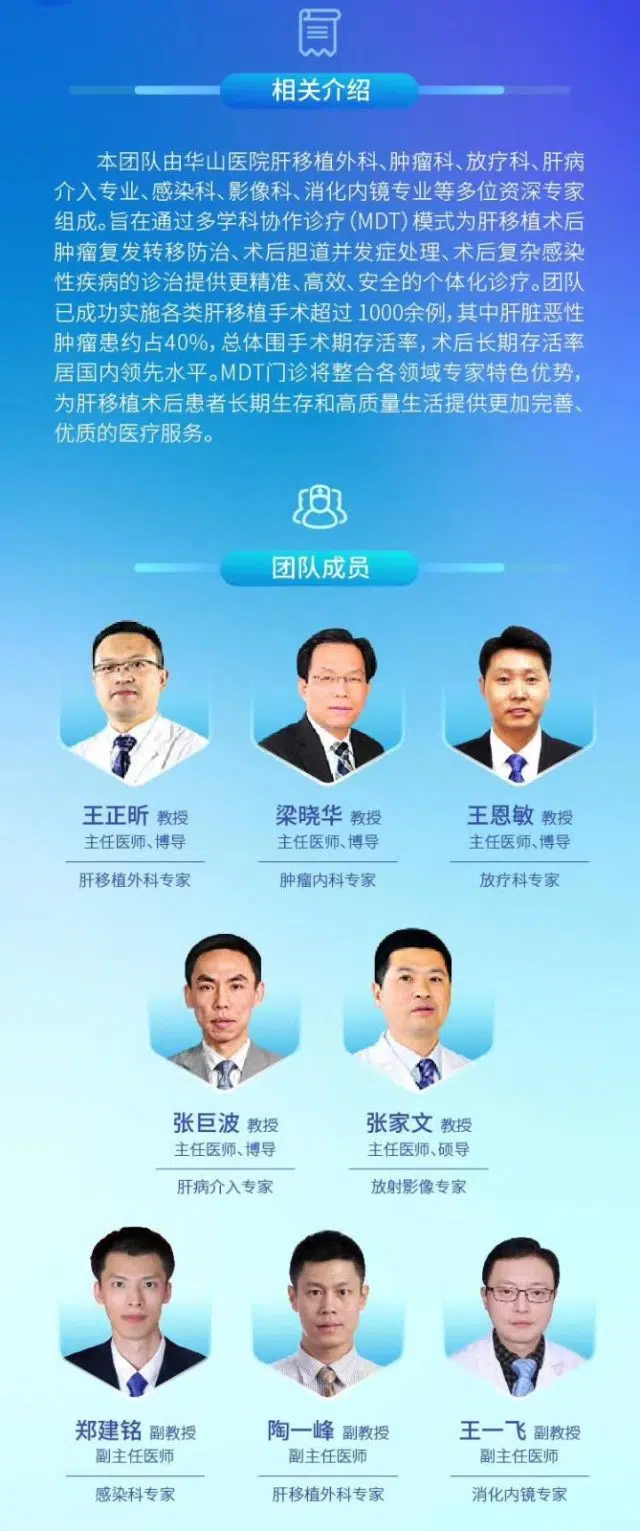 相关介绍
本团队由华山医院肝移植外科、肿瘤科、放疗科、肝病
介入专业、感染科、影像科、消化内镜专业等多位资深专家
组成。旨在通过多学科协作诊疗（MDT）模式为肝移植术后
肿瘤复发转移防治、术后胆道并发症处理、术后复杂感染
性疾病的诊治提供更精准、高效、安全的个体化诊疗。团队
已成功实施各类肝移植手术超过 1000余例，其中肝脏恶性
肿瘤患约占40%，总体围手术期存活率，术后长期存活率
居国内领先水平。MDT门诊将整合各领域专家特色优势，
为肝移植术后患者长期生存和高质量生活提供更加完善、
优质的医疗服务。
团队成员
王正昕 教授
主任医师、博导
肝移植外科专家
梁晓华 教授
主任医师、博导
肿瘤内科专家
王恩敏 教授
主任医师、博导
放疗科专家
张巨波 教授
主任医师、博导
肝病介入专家
张家文 教授
主任医师、硕导
放射影像专家
郑建铭 副教授
副主任医师
感染科专家
陶一峰 副教授
副主任医师
肝移植外科专家
王一飞 副教授
副主任医师
消化内镜专家